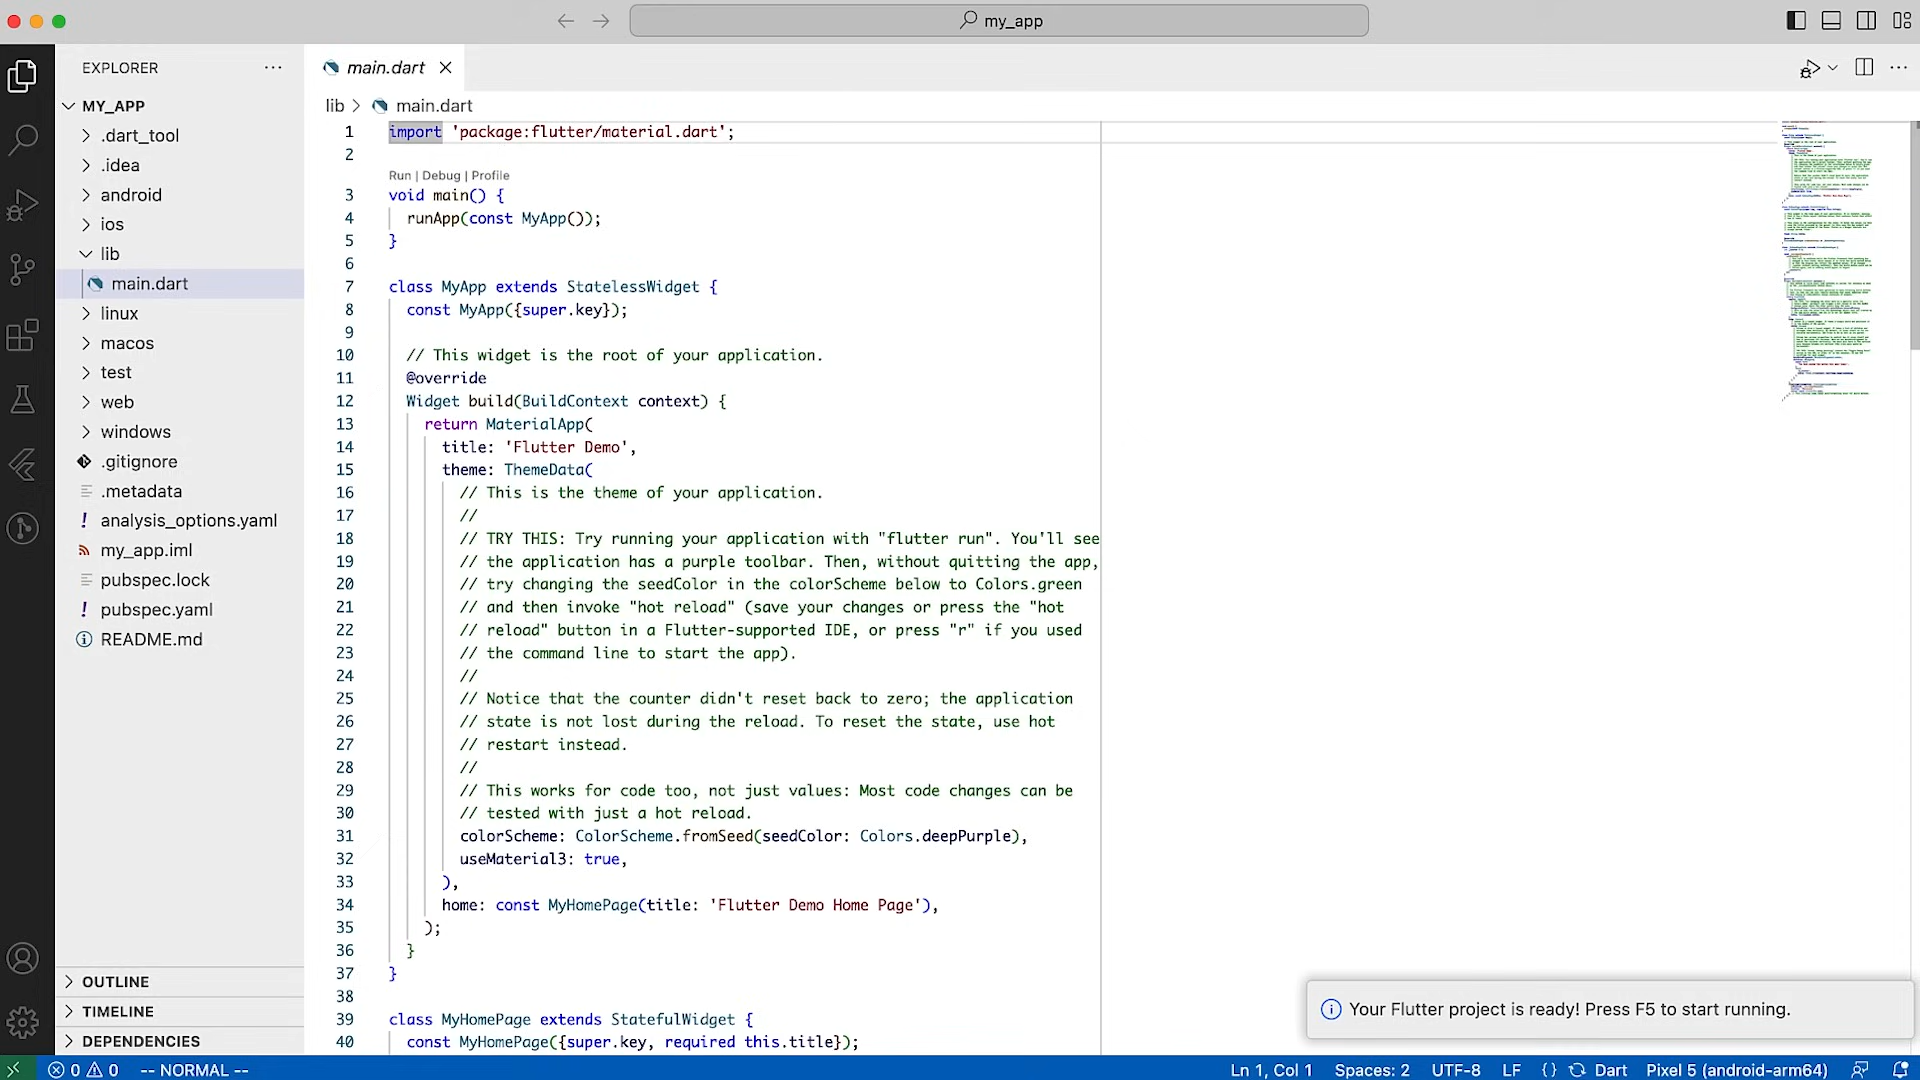 my_app
EXPLORER
MY_APP
.dart_tool
.idea
android
ios
lib
main.dart
linux
macos
test
web
windows
.gitignore
.metadata
analysis_options.yaml
my_app.iml
pubspec.lock
pubspec.yaml
README.md
OUTLINE
TIMELINE
DEPENDENCIES
main.dart
lib > main.dart
1 import 'package:flutter/material.dart';
2
Run | Debug | Profile
3 void main() {
4 runApp(const MyApp());
5 }
6
7 class MyApp extends StatelessWidget {
8 const MyApp({super.key});
9
10 // This widget is the root of your application.
11 @override
12 Widget build(BuildContext context) {
13 return MaterialApp(
14 title: 'Flutter Demo',
15 theme: ThemeData(
16 // This is the theme of your application.
17 //
18 // TRY THIS: Try running your application with "flutter run". You'll see
19 // the application has a purple toolbar. Then, without quitting the app,
20 // try changing the seedColor in the colorScheme below to Colors.green
21 // and then invoke "hot reload" (save your changes or press the "hot
22 // reload" button in a Flutter-supported IDE, or press "r" if you used
23 // the command line to start the app).
24 //
25 // Notice that the counter didn't reset back to zero; the application
26 // state is not lost during the reload. To reset the state, use hot
27 // restart instead.
28 //
29 // This works for code too, not just values: Most code changes can be
30 // tested with just a hot reload.
31 colorScheme: ColorScheme.fromSeed(seedColor: Colors.deepPurple),
32 useMaterial3: true,
33 ),
34 home: const MyHomePage(title: 'Flutter Demo Home Page'),
35 );
36 }
37 }
38
39 class MyHomePage extends StatefulWidget {
40 const MyHomePage({super.key, required this.title});
Your Flutter project is ready! Press F5 to start running.
0 0 -- NORMAL --
Ln 1, Col 1 Spaces: 2 UTF-8 LF {} Dart Pixel 5 (android-arm64)